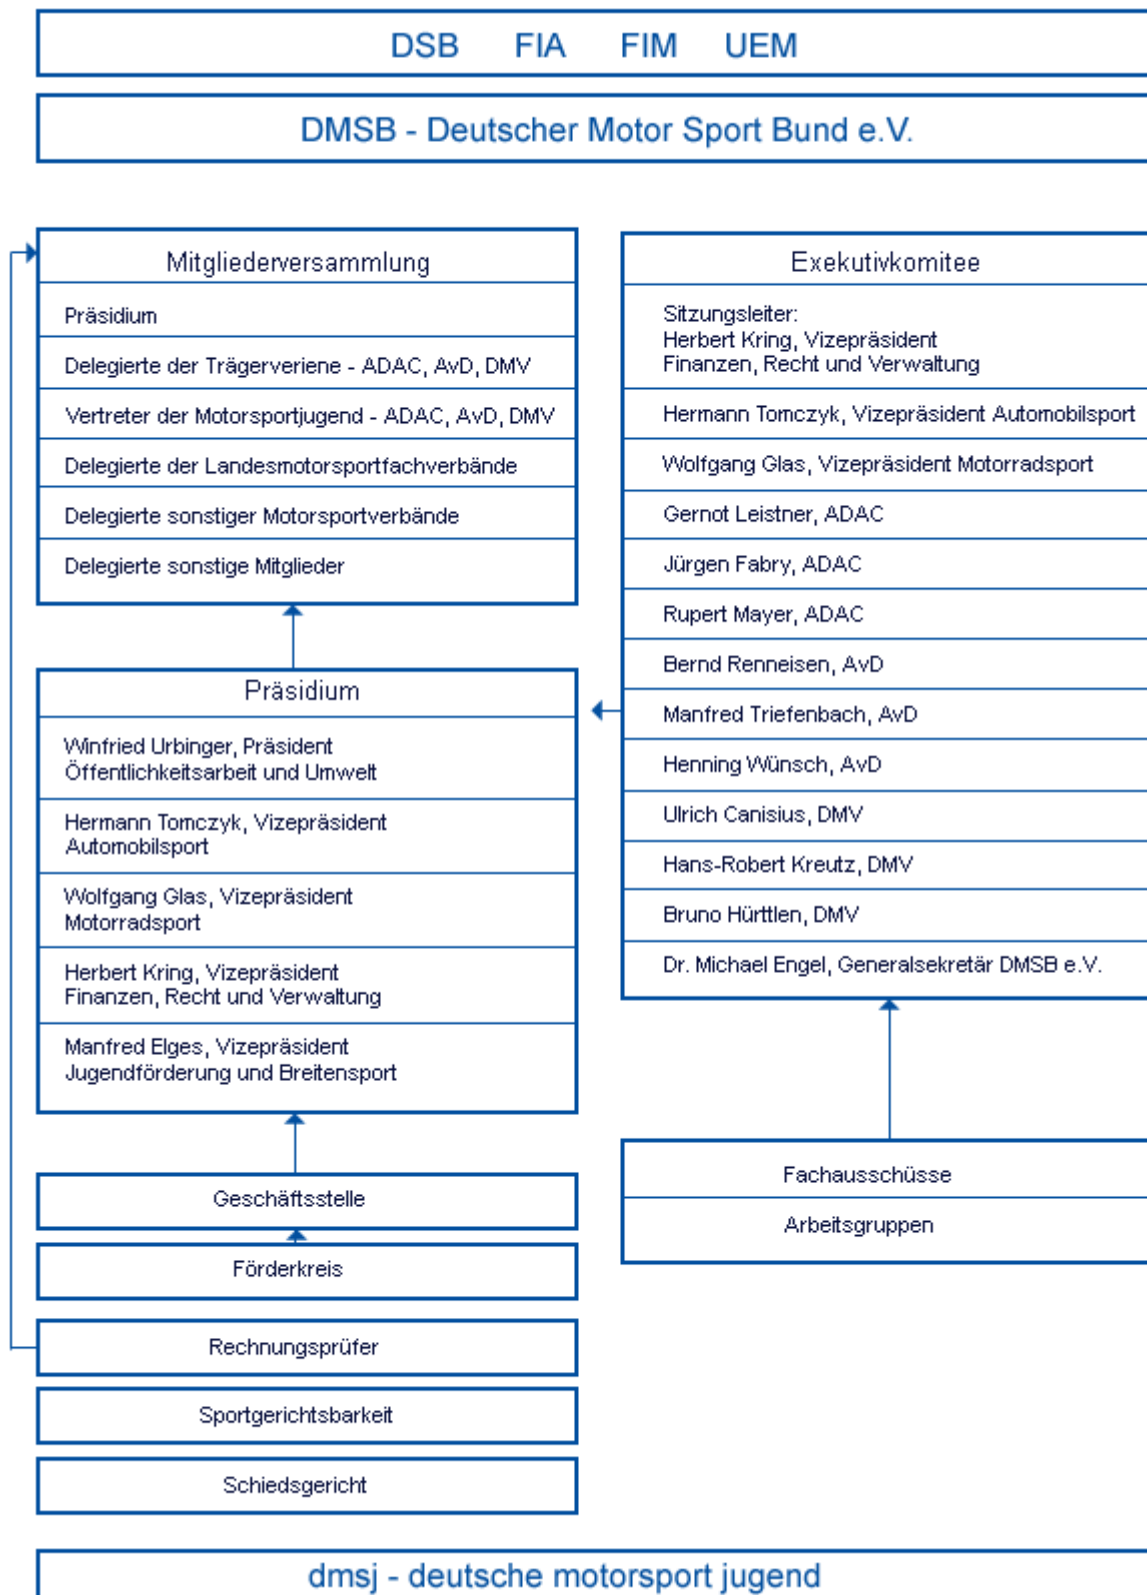 DSB FIA FIM UEM
DMSB - Deutscher Motor Sport Bund e.V.
Mitgliederversammlung
Präsidium
Delegierte der Trägerveriene - ADAC, AvD, DMV
Vertreter der Motorsportjugend - ADAC, AvD, DMV
Delegierte der Landesmotorsportfachverbände
Delegierte sonstiger Motorsportverbände
Delegierte sonstige Mitglieder
Präsidium
Winfried Urbinger, Präsident
Öffentlichkeitsarbeit und Umwelt
Hermann Tomczyk, Vizepräsident
Automobilsport
Wolfgang Glas, Vizepräsident
Motorradsport
Herbert Kring, Vizepräsident
Finanzen, Recht und Verwaltung
Manfred Elges, Vizepräsident
Jugendförderung und Breitensport
Geschäftsstelle
Förderkreis
Rechnungsprüfer
Sportgerichtsbarkeit
Schiedsgericht
Exekutivkomitee
Sitzungsleiter:
Herbert Kring, Vizepräsident
Finanzen, Recht und Verwaltung
Hermann Tomczyk, Vizepräsident Automobilsport
Wolfgang Glas, Vizepräsident Motorradsport
Gernot Leistner, ADAC
Jürgen Fabry, ADAC
Rupert Mayer, ADAC
Bernd Renneisen, AvD
Manfred Triefenbach, AvD
Henning Wünsch, AvD
Ulrich Canisius, DMV
Hans-Robert Kreutz, DMV
Bruno Hürttlen, DMV
Dr. Michael Engel, Generalsekretär DMSB e.V.
Fachausschüsse
Arbeitsgruppen
dmsj - deutsche motorsport jugend